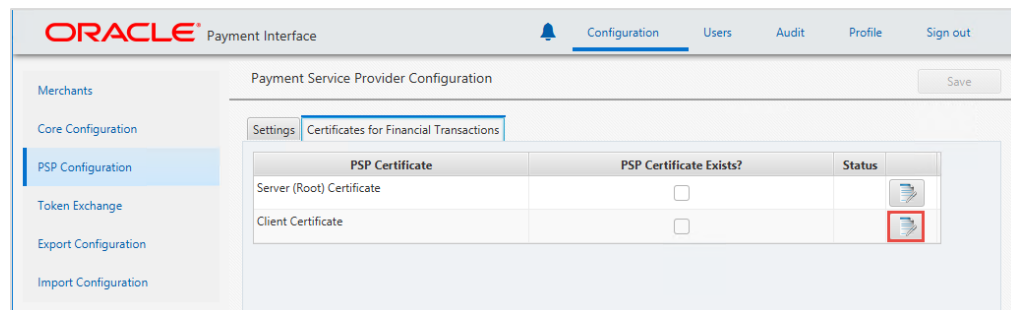 ORACLE® Payment Interface
Configuration Users Audit Profile Sign out
Merchants
Core Configuration
PSP Configuration
Token Exchange
Export Configuration
Import Configuration
Payment Service Provider Configuration
Save
Settings Certificates for Financial Transactions
PSP Certificate PSP Certificate Exists? Status
Server (Root) Certificate
Client Certificate